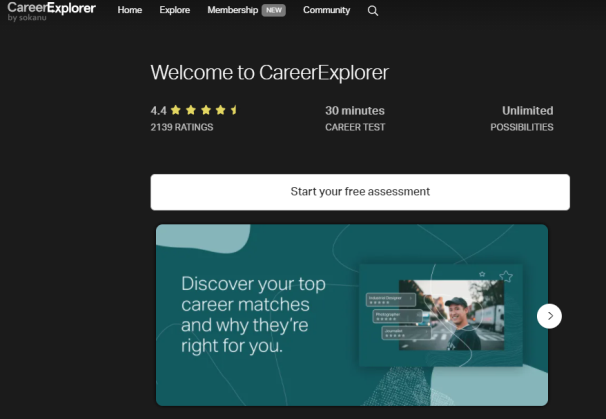 CareerExplorer
by sokanu
Home Explore Membership NEW Community
Welcome to CareerExplorer
4.4
2139 RATINGS
30 minutes
CAREER TEST
Unlimited
POSSIBILITIES
Start your free assessment
Discover your top
career matches
and why they're
right for you.
Industrial Designer
Photographer
Journalist